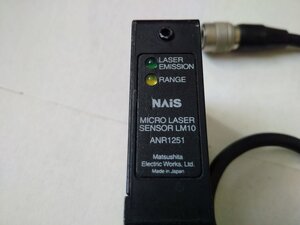 LASER
EMISSION
RANGE
NAiS
MICRO LASER
SENSOR LM10
ANR1251
Matsushita
Electric Works, Ltd.
Made in Japan